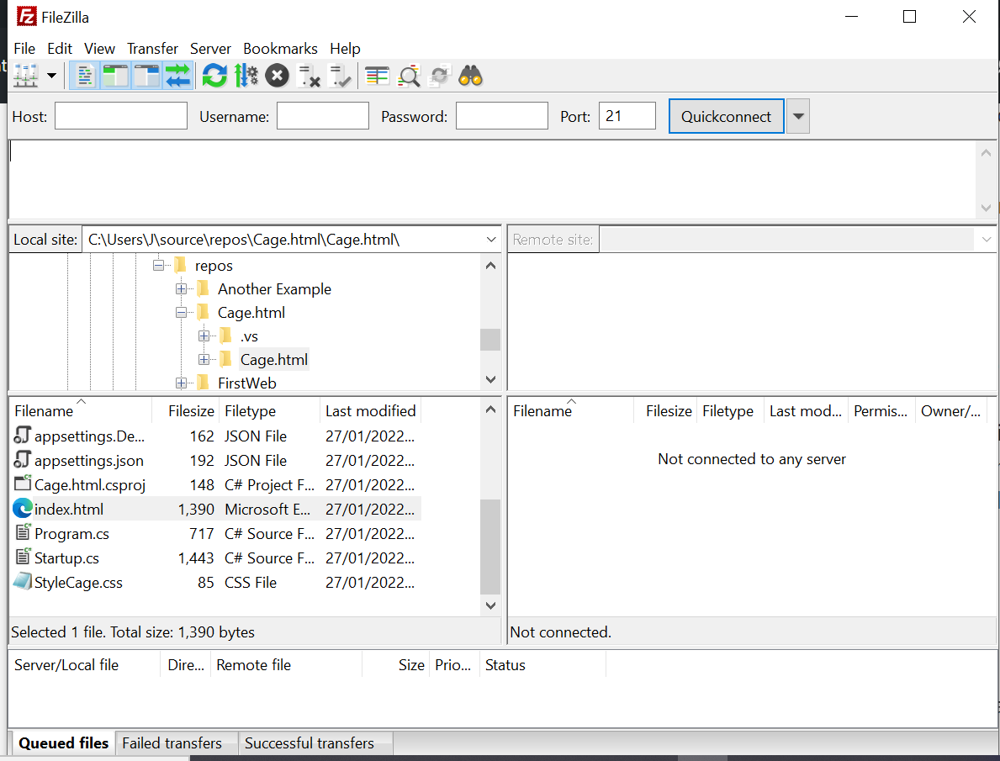 FileZilla
File Edit View Transfer Server Bookmarks Help
Host: Username: Password: Port: 21 Quickconnect
Local site: C:\Users\J\source\repos\Cage.html\Cage.html\
Remote site:
repos
Another Example
Cage.html
.vs
Cage.html
FirstWeb
Filename Filesize Filetype Last modified
appsettings.De... 162 JSON File 27/01/2022...
appsettings.json 192 JSON File 27/01/2022...
Cage.html.csproj 148 C# Project F... 27/01/2022...
index.html 1,390 Microsoft E... 27/01/2022...
Program.cs 717 C# Source F... 27/01/2022...
Startup.cs 1,443 C# Source F... 27/01/2022...
StyleCage.css 85 CSS File 27/01/2022...
Selected 1 file. Total size: 1,390 bytes
Filename Filesize Filetype Last mod... Permis... Owner/...
Not connected to any server
Not connected.
Server/Local file Dire... Remote file Size Prio... Status
Queued files Failed transfers Successful transfers